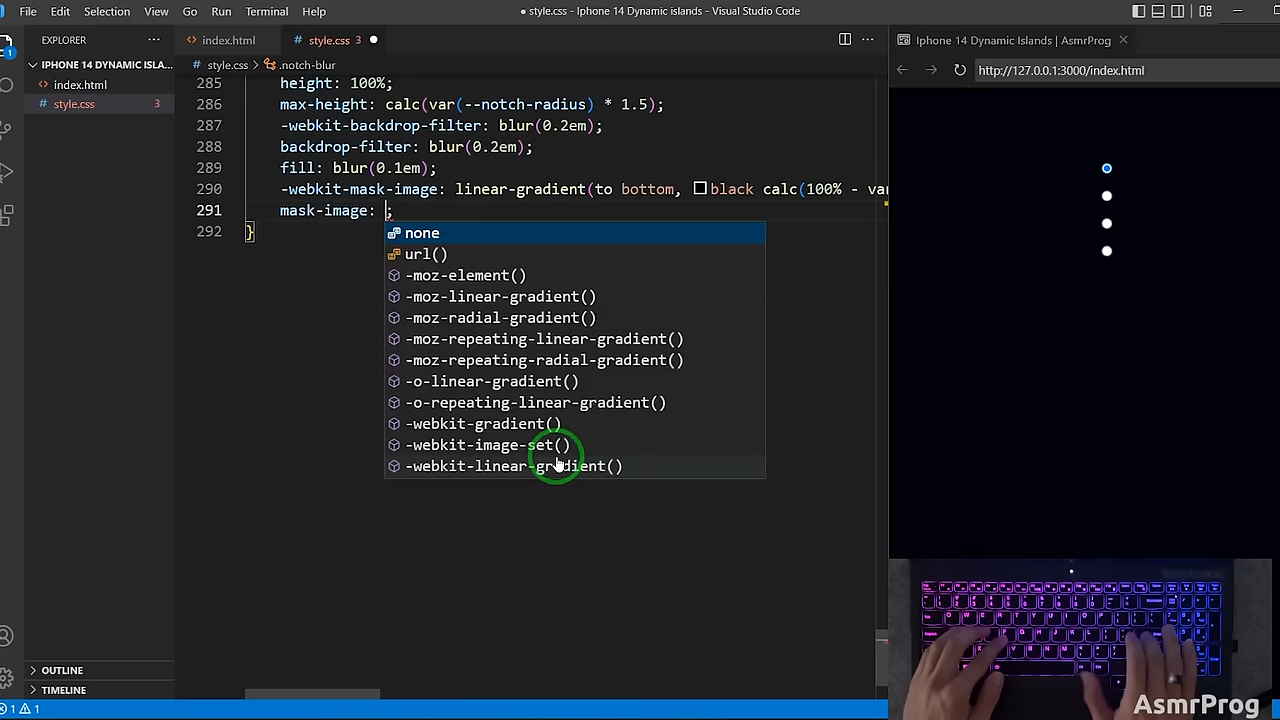 File Edit Selection View Go Run Terminal Help
● style.css - Iphone 14 Dynamic islands - Visual Studio Code
EXPLORER ···
1
IPHONE 14 DYNAMIC ISLA...
<> index.html
# style.css 3
OUTLINE
TIMELINE
1 1
<> index.html
# style.css 3 ●
···
# style.css > .notch-blur
285 height: 100%;
286 max-height: calc(var(--notch-radius) * 1.5);
287 -webkit-backdrop-filter: blur(0.2em);
288 backdrop-filter: blur(0.2em);
289 fill: blur(0.1em);
290 -webkit-mask-image: linear-gradient(to bottom, black calc(100% - var
291 mask-image: ;
292 }
none
url()
-moz-element()
-moz-linear-gradient()
-moz-radial-gradient()
-moz-repeating-linear-gradient()
-moz-repeating-radial-gradient()
-o-linear-gradient()
-o-repeating-linear-gradient()
-webkit-gradient()
-webkit-image-set()
-webkit-linear-gradient()
Iphone 14 Dynamic Islands | AsmrProg
http://127.0.0.1:3000/index.html
AsmrProg